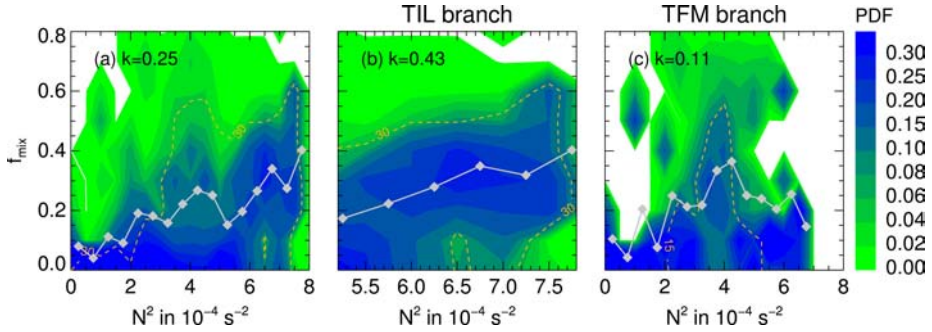 TIL branch
TFM branch
PDF
(a) k=0.25
(b) k=0.43
(c) k=0.11
f_mix
0.8
0.6
0.4
0.2
0.0
30
30
30
30
15
0.30
0.25
0.20
0.15
0.10
0.08
0.06
0.04
0.02
0.00
0 2 4 6 8
5.5 6.0 6.5 7.0 7.5
0 2 4 6 8
N² in 10⁻⁴ s⁻²
N² in 10⁻⁴ s⁻²
N² in 10⁻⁴ s⁻²